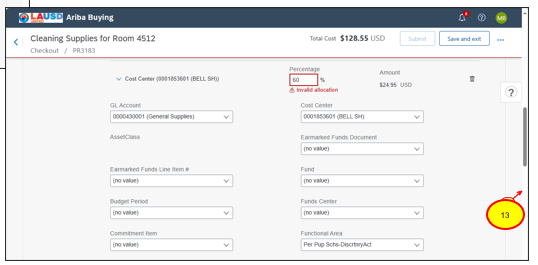 LAUSD Ariba Buying
MB
Cleaning Supplies for Room 4512
Total Cost $128.55 USD
Submit
Save and exit
Checkout / PR3183
Percentage
Cost Center (0001853601 (BELL SH))
60 %
Invalid allocation
Amount
$24.95 USD
?
GL Account
Cost Center
0000430001 (General Supplies)
0001853601 (BELL SH)
AssetClass
Earmarked Funds Document
(no value)
Earmarked Funds Line Item #
Fund
(no value)
(no value)
Budget Period
Funds Center
(no value)
(no value)
13
Commitment Item
Functional Area
(no value)
Per Pup Schs-DiscrtnryAct